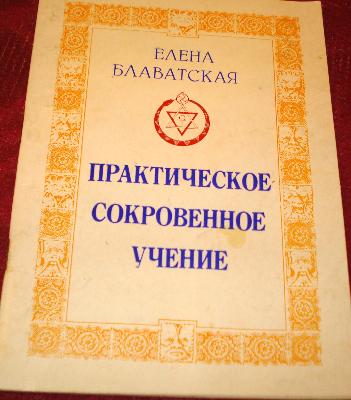 ЕЛЕНА
БЛАВАТСКАЯ
ПРАКТИЧЕСКОЕ
СОКРОВЕННОЕ
УЧЕНИЕ